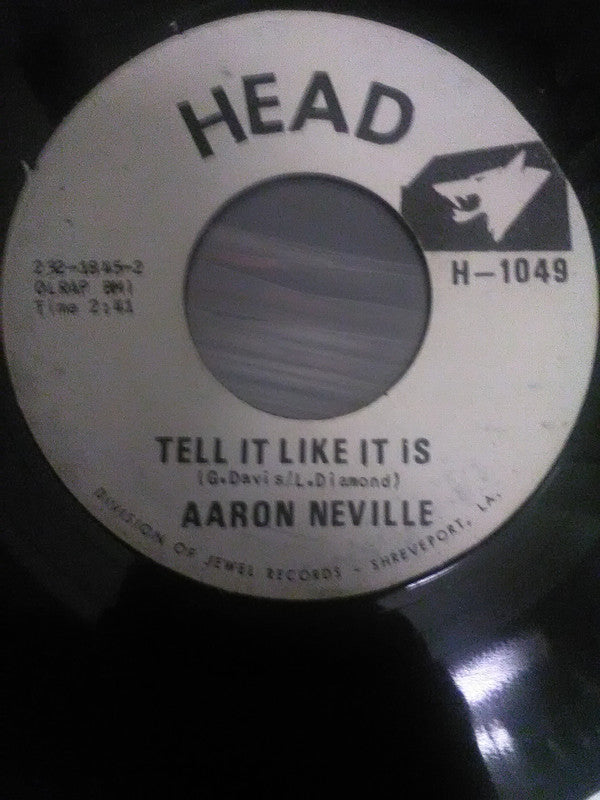 HEAD
H-1049
232-1845-2
OLRAP BMI
Time 2:41
TELL IT LIKE IT IS
(G.Davis/L.Diamond)
AARON NEVILLE
DIVISION OF JEWEL RECORDS - SHREVEPORT, LA.